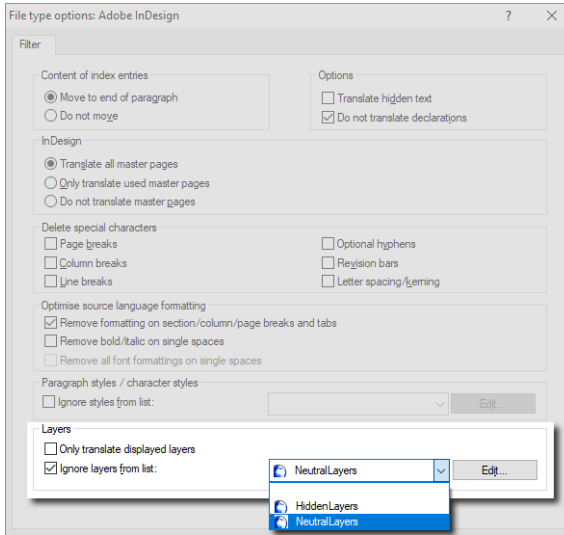 File type options: Adobe InDesign
Filter
Content of index entries
Options
Move to end of paragraph
Translate hidden text
Do not move
Do not translate declarations
InDesign
Translate all master pages
Only translate used master pages
Do not translate master pages
Delete special characters
Page breaks
Optional hyphens
Column breaks
Revision bars
Line breaks
Letter spacing/kerning
Optimise source language formatting
Remove formatting on section/column/page breaks and tabs
Remove bold/italic on single spaces
Remove all font formattings on single spaces
Paragraph styles / character styles
Ignore styles from list:
Edit...
Layers
Only translate displayed layers
Ignore layers from list:
NeutralLayers
Edit...
HiddenLayers
NeutralLayers